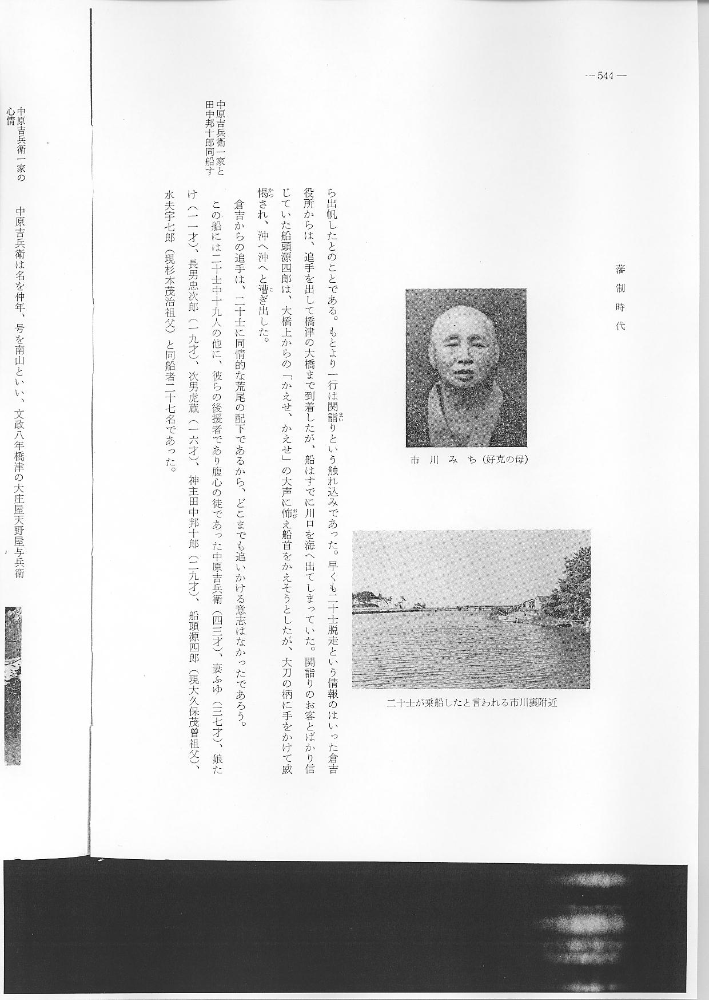 ―544―
藩制時代
市川みち（好克の母）
二十士が乗船したと言われる市川裏附近
ら出帆したとのことである。もとより一行は関詣りという触れ込みであった。早くも二十士脱走という情報のはいった倉吉
役所からは、追手を出して橋津の大橋まで到着したが、船はすでに川口を海へ出てしまっていた。関詣りのお客とばかり信
じていた船頭源四郎は、大橋上からの「かえせ、かえせ」の大声に怖え船首をかえそうとしたが、大刀の柄に手をかけて威
愒され、沖へ沖へと漕ぎ出した。
倉吉からの追手は、二十士に同情的な荒尾の配下であるから、どこまでも追いかける意志はなかったであろう。
中原吉兵衛一家と
田中邦十郎同船す
この船には二十士中十九人の他に、彼らの後援者であり腹心の徒であった中原吉兵衛（四三才）、妻ふゆ（三七才）、娘た
け（一一才）、長男忠次郎（一九才）、次男虎蔵（一六才）、神主田中邦十郎（二九才）、船頭源四郎（現大久保茂曽祖父）、
水夫宇七郎（現杉本茂治祖父）と同船者二十七名であった。
中原吉兵衛一家の
心情
中原吉兵衛は名を仲年、号を南山といい、文政八年橋津の大庄屋天野屋与兵衛